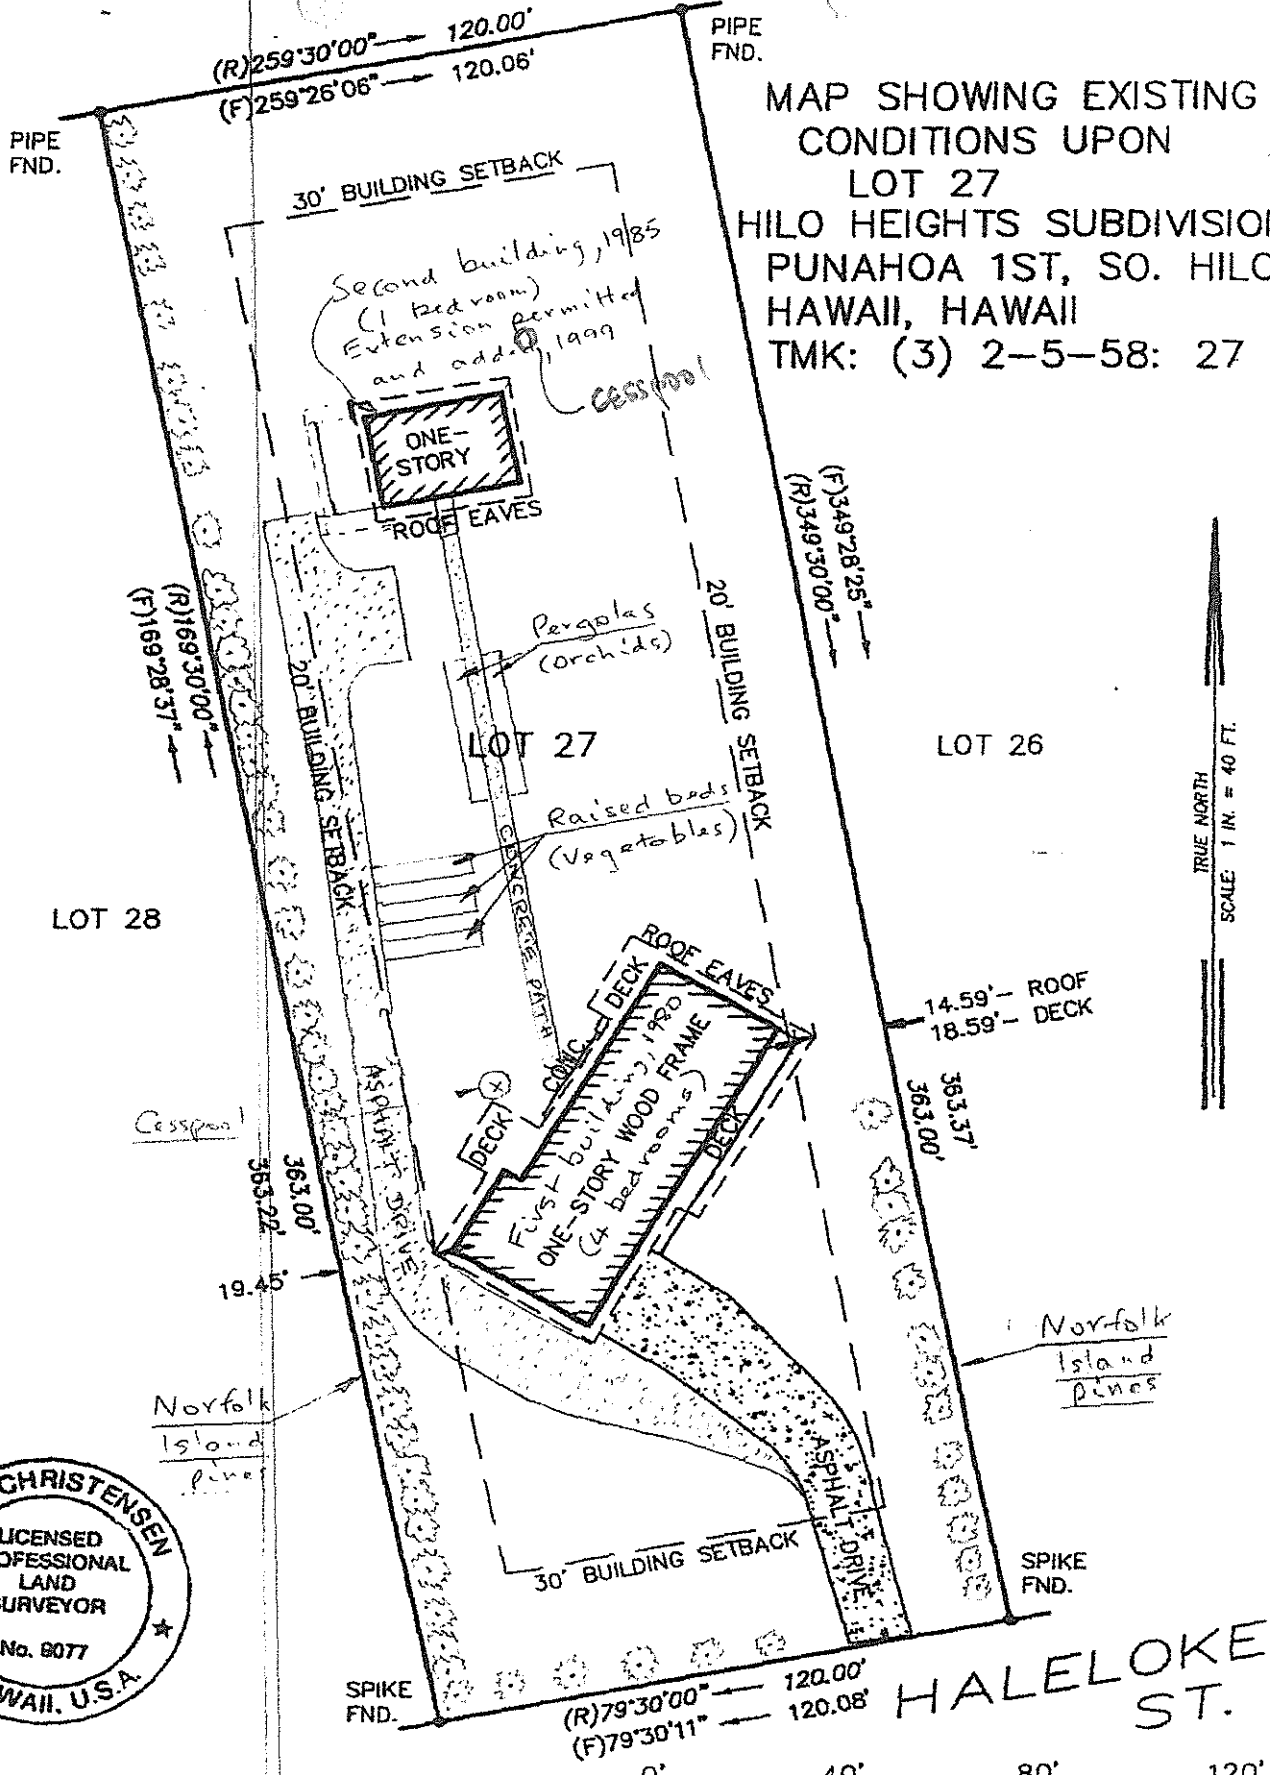 (R)259°30'00" 120.00'
(F)259°26'06" 120.06'
PIPE
FND.
PIPE
FND.
MAP SHOWING EXISTING
CONDITIONS UPON
LOT 27
HILO HEIGHTS SUBDIVISION
PUNAHOA 1ST, SO. HILO
HAWAII, HAWAII
TMK: (3) 2-5-58: 27
30' BUILDING SETBACK
Second building, 1985
(1 bedroom)
Extension permitted
and added, 1999
cesspool
ONE-
STORY
ROOF EAVES
(F)349°28'25"
(R)349°30'00"
(R)169°30'00"
(F)169°28'37"
20' BUILDING SETBACK
20' BUILDING SETBACK
Pergolas
(orchids)
LOT 27
LOT 26
LOT 28
TRUE NORTH
SCALE: 1 IN. = 40 FT.
Raised beds
(Vegetables)
CONCRETE PATH
ROOF EAVES
DECK
CONC.
DECK
DECK
First building, 1980
ONE-STORY WOOD FRAME
(4 bedrooms)
14.59'- ROOF
18.59'- DECK
363.37'
363.00'
Cesspool
ASPHALT DRIVE
363.00'
363.22'
19.45'
Norfolk
Island
pines
Norfolk
Island
pines
ASPHALT DRIVE
30' BUILDING SETBACK
CHRISTENSEN
LICENSED
PROFESSIONAL
LAND
SURVEYOR
No. 8077
HAWAII, U.S.A.
SPIKE
FND.
SPIKE
FND.
(R)79°30'00" 120.00'
(F)79°30'11" 120.08'
HALELOKE
ST.
0' 40' 80' 120'